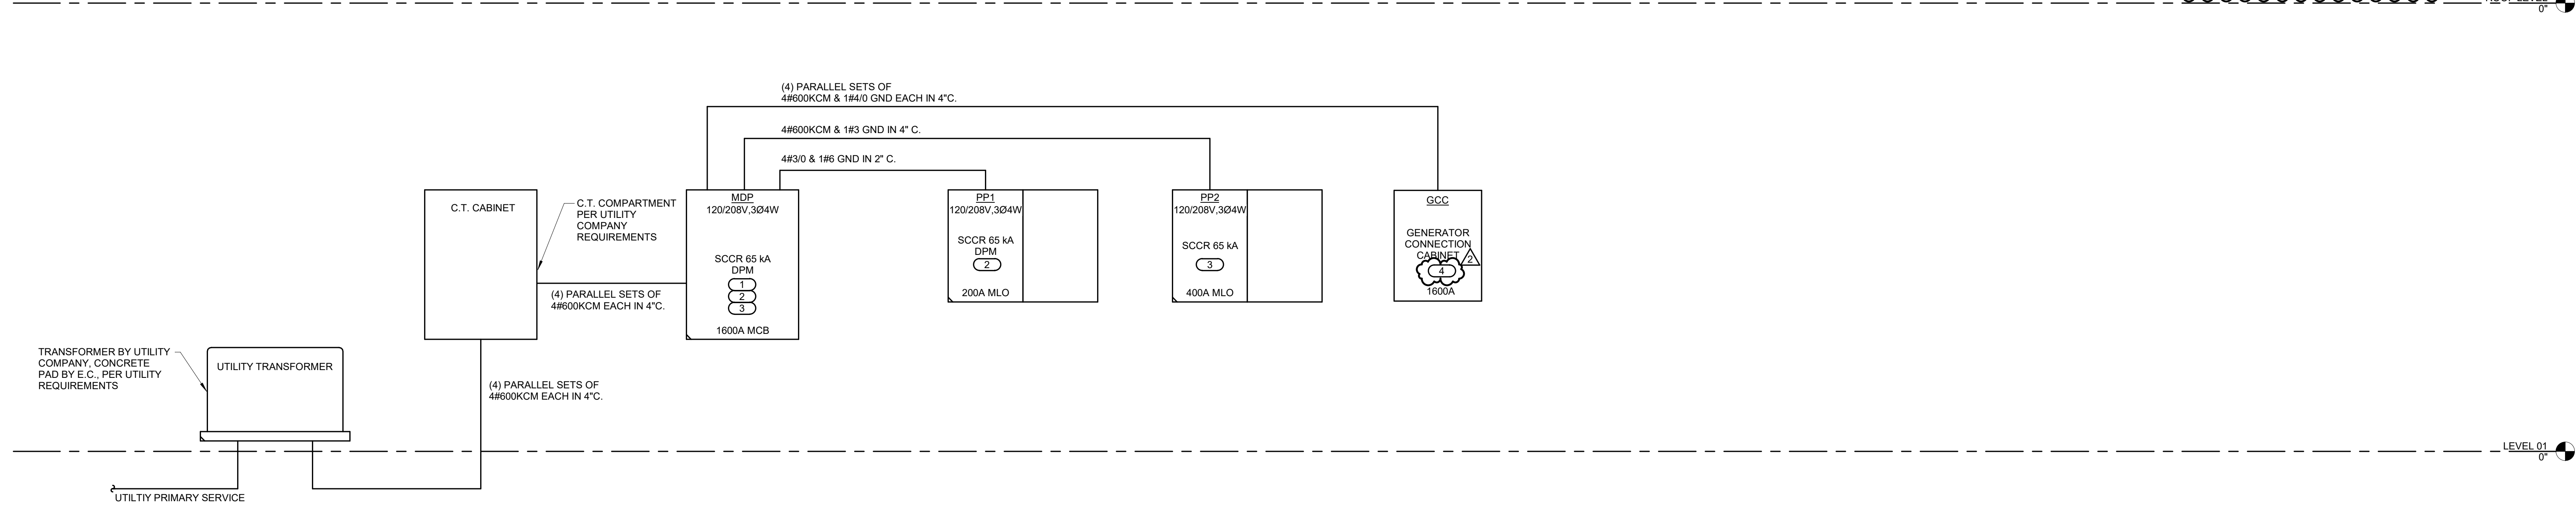 0"
(4) PARALLEL SETS OF
4#600KCM & 1#4/0 GND EACH IN 4"C.
4#600KCM & 1#3 GND IN 4" C.
4#3/0 & 1#6 GND IN 2" C.
C.T. CABINET
C.T. COMPARTMENT
PER UTILITY
COMPANY
REQUIREMENTS
(4) PARALLEL SETS OF
4#600KCM EACH IN 4"C.
MDP
120/208V,3Ø4W
SCCR 65 kA
DPM
1
2
3
1600A MCB
PP1
120/208V,3Ø4W
SCCR 65 kA
DPM
2
200A MLO
PP2
120/208V,3Ø4W
SCCR 65 kA
3
400A MLO
GCC
GENERATOR
CONNECTION
CABINET
2
4
1600A
TRANSFORMER BY UTILITY
COMPANY, CONCRETE
PAD BY E.C., PER UTILITY
REQUIREMENTS
UTILITY TRANSFORMER
(4) PARALLEL SETS OF
4#600KCM EACH IN 4"C.
LEVEL 01
0"
UTILTIY PRIMARY SERVICE